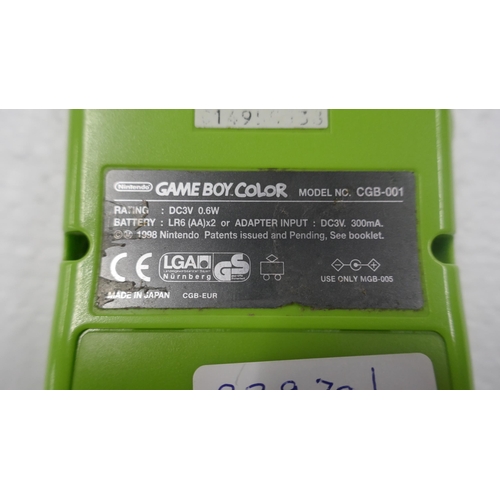 Nintendo GAME BOY COLOR MODEL NO. CGB-001
RATING : DC3V 0.6W
BATTERY : LR6 (AA)x2 or ADAPTER INPUT : DC3V. 300mA.
© 1998 Nintendo Patents issued and Pending, See booklet.
CE LGA GS
Nürnberg
USE ONLY MGB-005
MADE IN JAPAN CGB-EUR